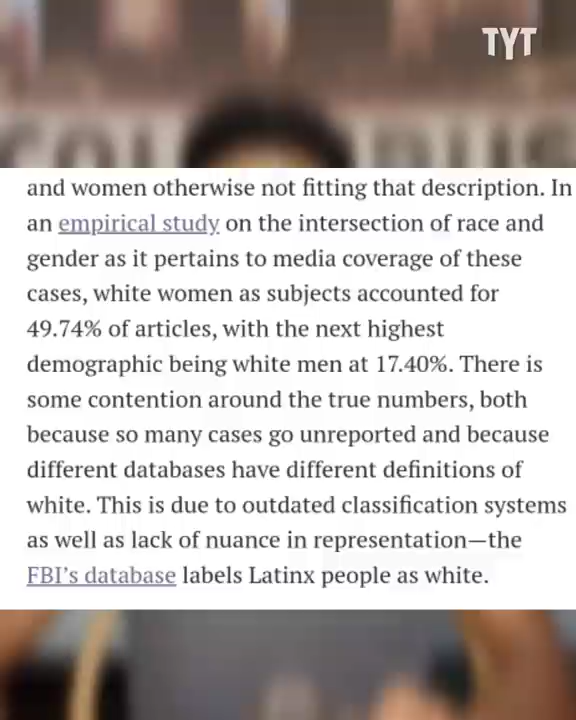 TYT
and women otherwise not fitting that description. In
an empirical study on the intersection of race and
gender as it pertains to media coverage of these
cases, white women as subjects accounted for
49.74% of articles, with the next highest
demographic being white men at 17.40%. There is
some contention around the true numbers, both
because so many cases go unreported and because
different databases have different definitions of
white. This is due to outdated classification systems
as well as lack of nuance in representation—the
FBI's database labels Latinx people as white.